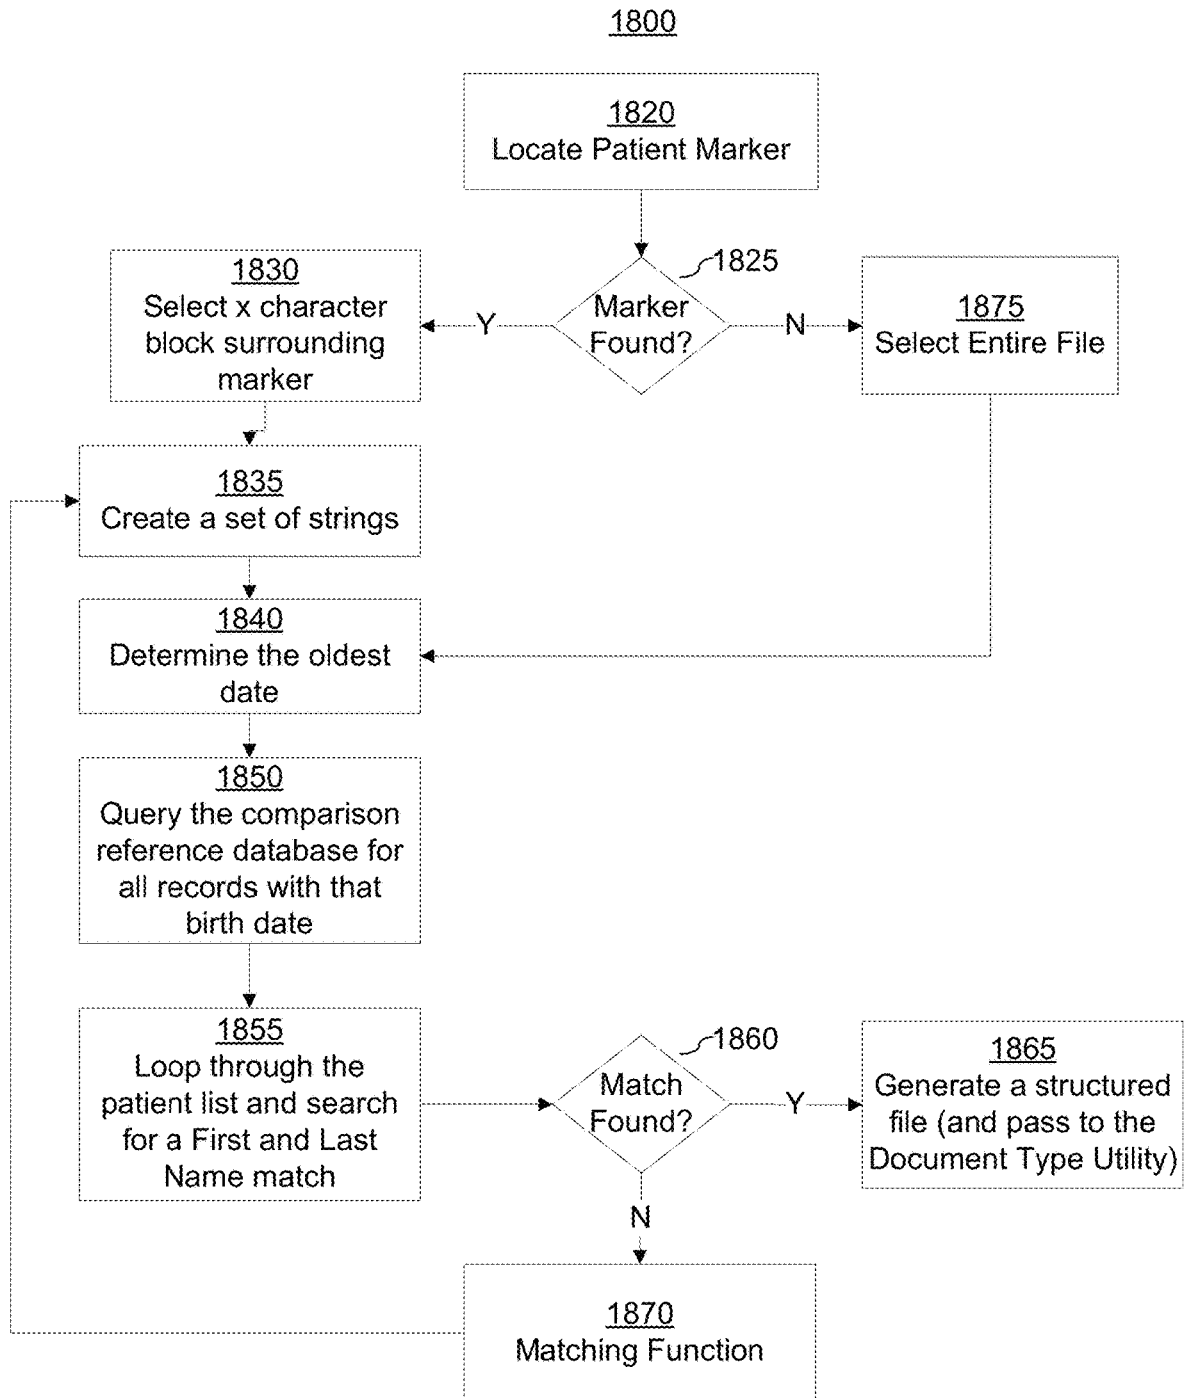 1800
1820
Locate Patient Marker
1825
Marker
Found?
Y
N
1830
Select x character
block surrounding
marker
1875
Select Entire File
1835
Create a set of strings
1840
Determine the oldest
date
1850
Query the comparison
reference database for
all records with that
birth date
1855
Loop through the
patient list and search
for a First and Last
Name match
1860
Match
Found?
Y
1865
Generate a structured
file (and pass to the
Document Type Utility)
N
1870
Matching Function